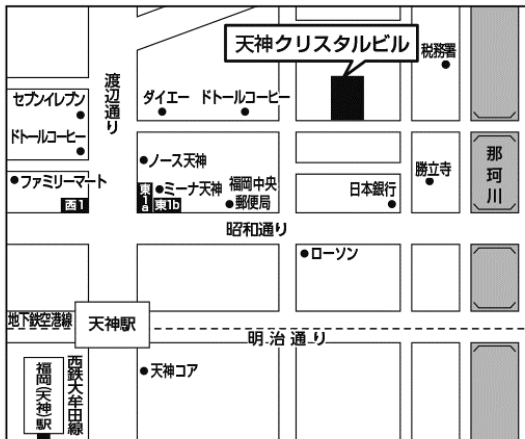 天神クリスタルビル
税務署
渡辺通り
セブンイレブン
ダイエー
ドトールコーヒー
ドトールコーヒー
ノース天神
ファミリーマート
西1
東1a
ミーナ天神
東1b
福岡中央
郵便局
日本銀行
勝立寺
那珂川
昭和通り
ローソン
地下鉄空港線
天神駅
明治通り
福岡(天神)駅
西鉄大牟田線
天神コア